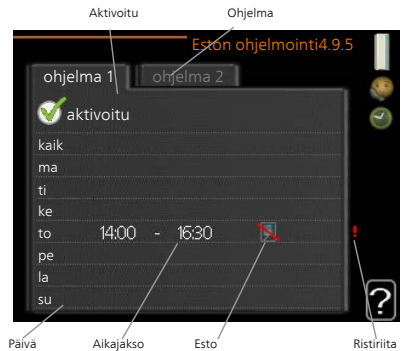 Aktivoitu Ohjelma
Eston ohjelmointi4.9.5
ohjelma 1 ohjelma 2
aktivoitu
kaik
ma
ti
ke
to 14:00 - 16:30 !
pe
la
su
?
Päivä Aikajakso Esto Ristiriita